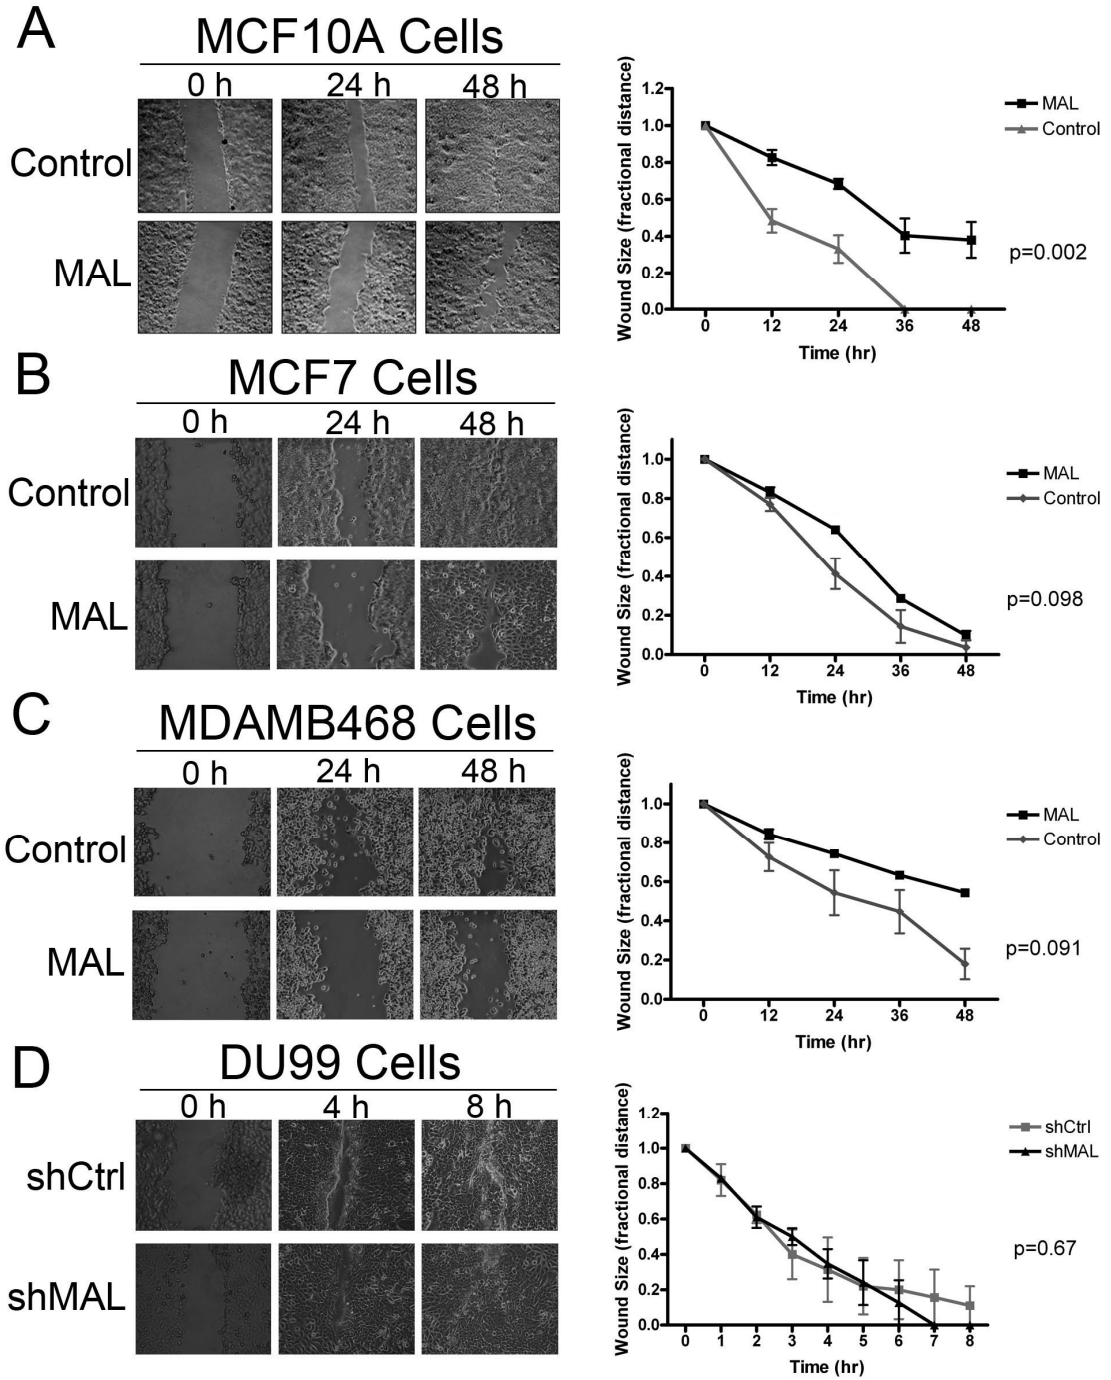 A
MCF10A Cells
0 h 24 h 48 h
Control
MAL
Wound Size (fractional distance)
1.2
1.0
0.8
0.6
0.4
0.2
0.0
0 12 24 36 48
Time (hr)
MAL
Control
p=0.002
B
MCF7 Cells
0 h 24 h 48 h
Control
MAL
Wound Size (fractional distance)
1.0
0.8
0.6
0.4
0.2
0.0
0 12 24 36 48
Time (hr)
MAL
Control
p=0.098
C
MDAMB468 Cells
0 h 24 h 48 h
Control
MAL
Wound Size (fractional distance)
1.0
0.8
0.6
0.4
0.2
0.0
0 12 24 36 48
Time (hr)
MAL
Control
p=0.091
D
DU99 Cells
0 h 4 h 8 h
shCtrl
shMAL
Wound Size (fractional distance)
1.2
1.0
0.8
0.6
0.4
0.2
0.0
0 1 2 3 4 5 6 7 8
Time (hr)
shCtrl
shMAL
p=0.67